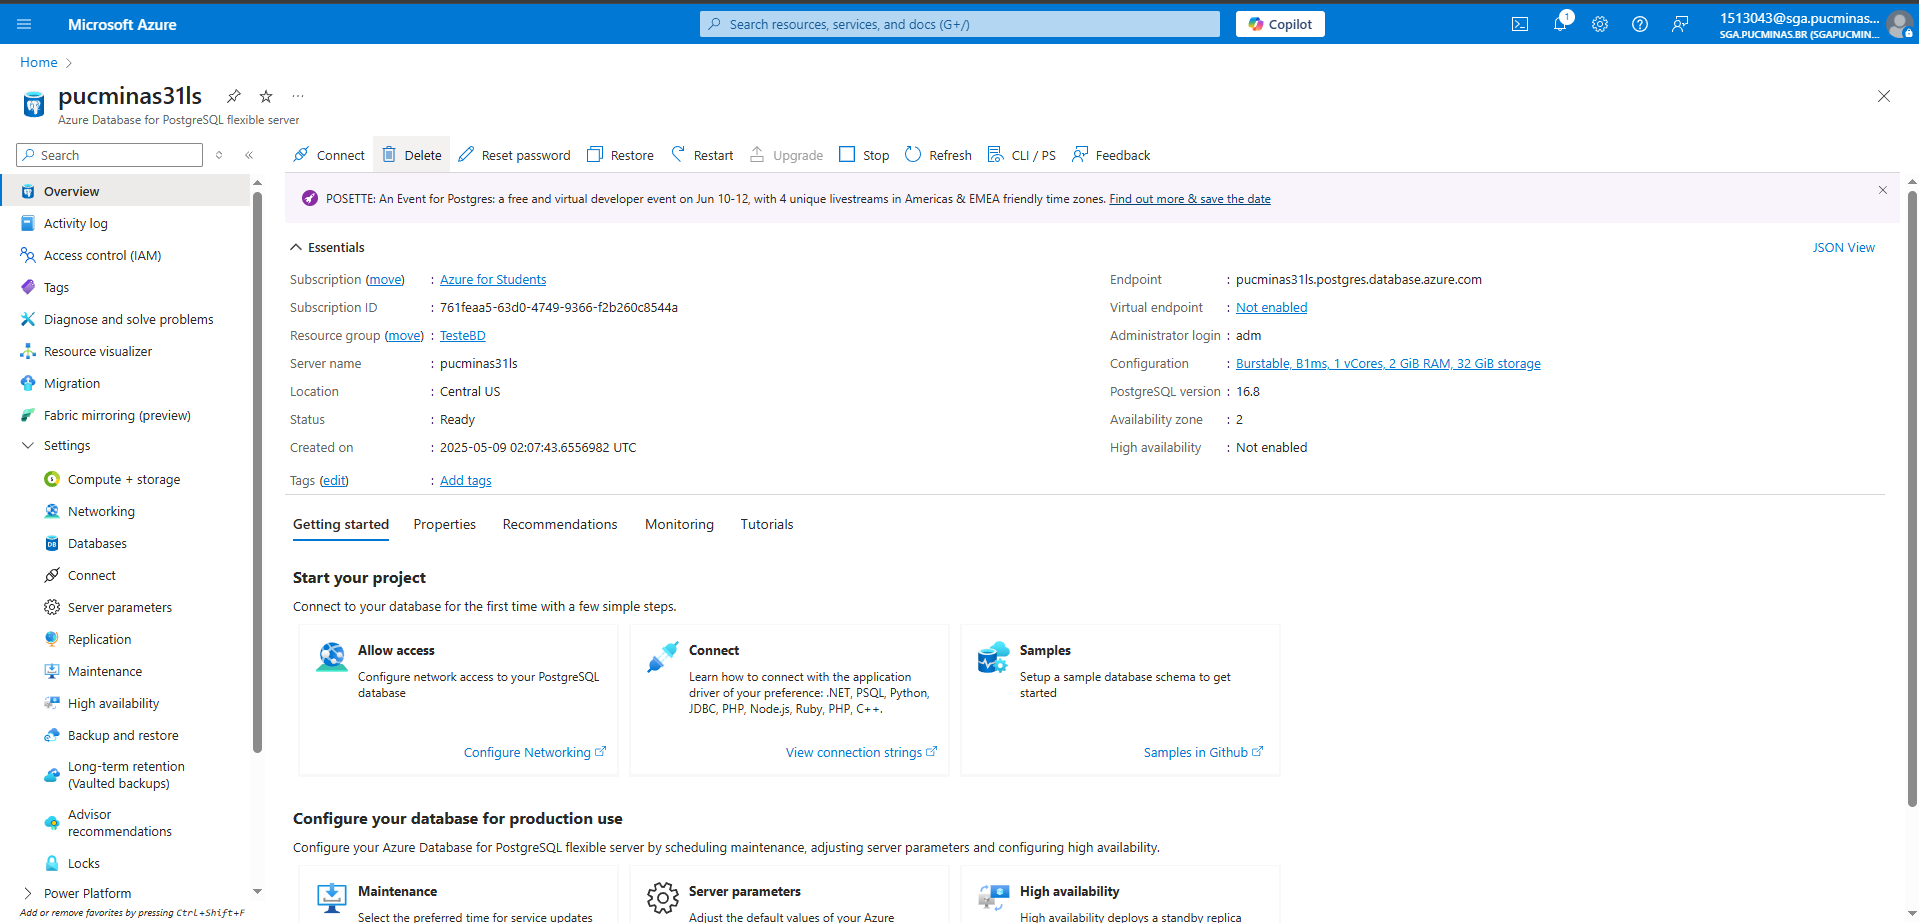 Microsoft Azure
Search resources, services, and docs (G+/)
Copilot
1
1513043@sga.pucminas...
SGA.PUCMINAS.BR (SGAPUCMIN...
Home
pucminas31ls
Azure Database for PostgreSQL flexible server
Search
Connect
Delete
Reset password
Restore
Restart
Upgrade
Stop
Refresh
CLI / PS
Feedback
Overview
Activity log
Access control (IAM)
Tags
Diagnose and solve problems
Resource visualizer
Migration
Fabric mirroring (preview)
Settings
Compute + storage
Networking
Databases
Connect
Server parameters
Replication
Maintenance
High availability
Backup and restore
Long-term retention
(Vaulted backups)
Advisor
recommendations
Locks
Power Platform
Add or remove favorites by pressing Ctrl+Shift+F
POSETTE: An Event for Postgres: a free and virtual developer event on Jun 10-12, with 4 unique livestreams in Americas & EMEA friendly time zones. Find out more & save the date
Essentials
JSON View
Subscription (move) : Azure for Students
Subscription ID : 761feaa5-63d0-4749-9366-f2b260c8544a
Resource group (move) : TesteBD
Server name : pucminas31ls
Location : Central US
Status : Ready
Created on : 2025-05-09 02:07:43.6556982 UTC
Tags (edit) : Add tags
Endpoint : pucminas31ls.postgres.database.azure.com
Virtual endpoint : Not enabled
Administrator login : adm
Configuration : Burstable, B1ms, 1 vCores, 2 GiB RAM, 32 GiB storage
PostgreSQL version : 16.8
Availability zone : 2
High availability : Not enabled
Getting started
Properties
Recommendations
Monitoring
Tutorials
Start your project
Connect to your database for the first time with a few simple steps.
Allow access
Configure network access to your PostgreSQL
database
Configure Networking
Connect
Learn how to connect with the application
driver of your preference: .NET, PSQL, Python,
JDBC, PHP, Node.js, Ruby, PHP, C++.
View connection strings
Samples
Setup a sample database schema to get
started
Samples in Github
Configure your database for production use
Configure your Azure Database for PostgreSQL flexible server by scheduling maintenance, adjusting server parameters and configuring high availability.
Maintenance
Select the preferred time for service updates
Server parameters
Adjust the default values of your Azure
High availability
High availability deploys a standby replica